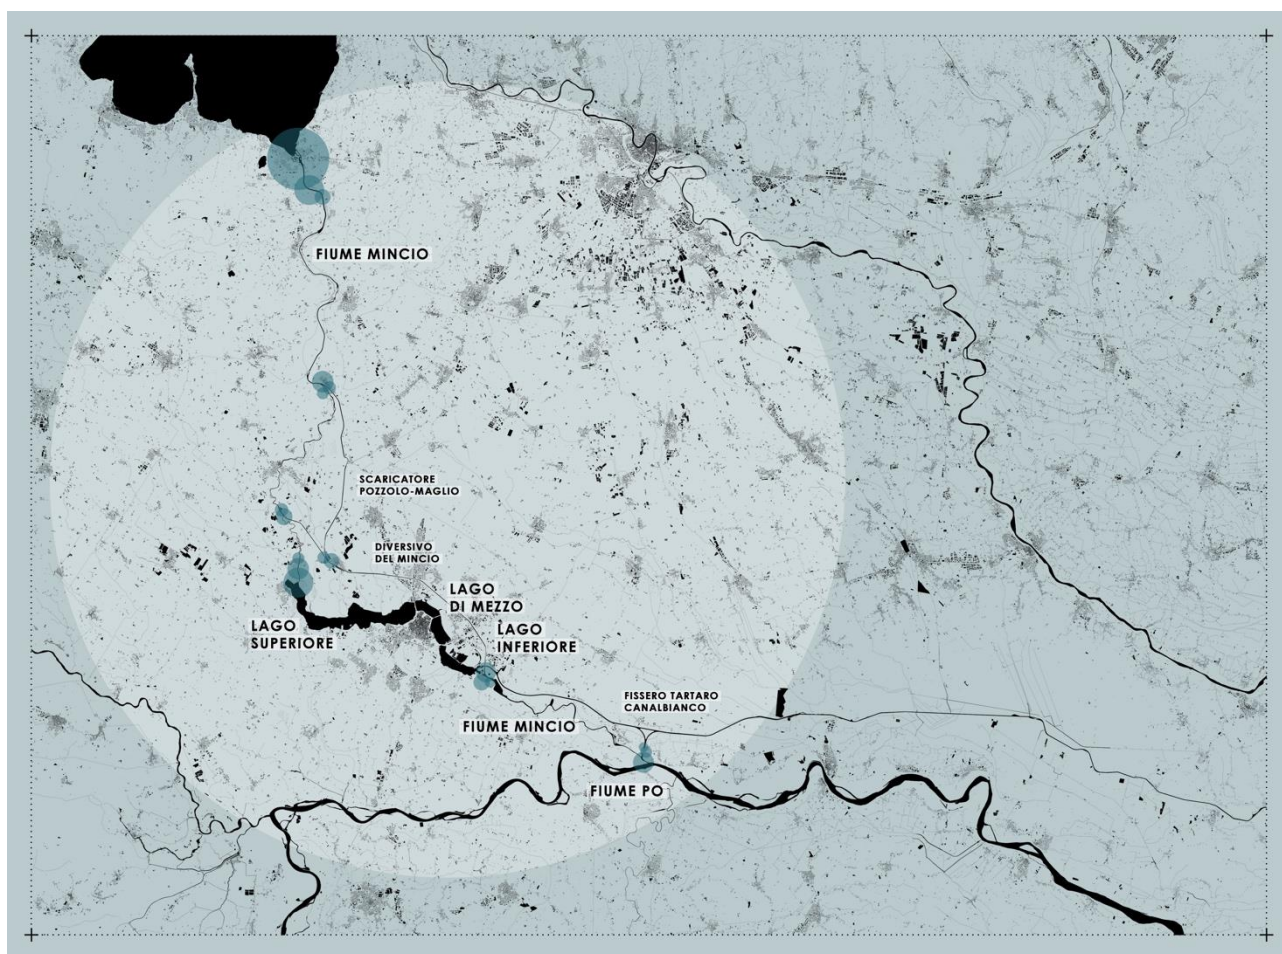 FIUME MINCIO
SCARICATORE
POZZOLO-MAGLIO
DIVERSIVO
DEL MINCIO
LAGO
DI MEZZO
LAGO
SUPERIORE
LAGO
INFERIORE
FISSERO TARTARO
CANALBIANCO
FIUME MINCIO
FIUME PO